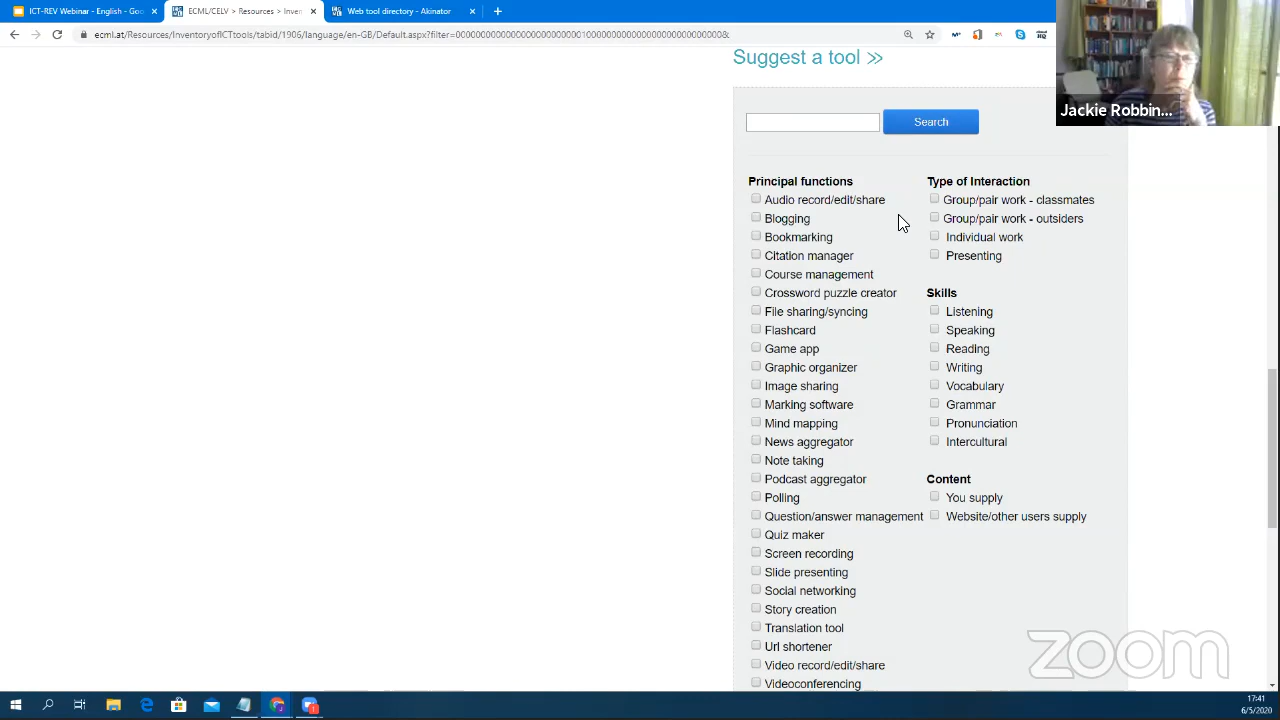 ICT-REV Webinar - English - Goo
ECML/CELV > Resources > Inven
Web tool directory - Akinator
ecml.at/Resources/InventoryofICTtools/tabid/1906/language/en-GB/Default.aspx?filter=
Suggest a tool >>
Jackie Robbin...
Search
Principal functions
Audio record/edit/share
Blogging
Bookmarking
Citation manager
Course management
Crossword puzzle creator
File sharing/syncing
Flashcard
Game app
Graphic organizer
Image sharing
Marking software
Mind mapping
News aggregator
Note taking
Podcast aggregator
Polling
Question/answer management
Quiz maker
Screen recording
Slide presenting
Social networking
Story creation
Translation tool
Url shortener
Video record/edit/share
Videoconferencing
Type of Interaction
Group/pair work - classmates
Group/pair work - outsiders
Individual work
Presenting
Skills
Listening
Speaking
Reading
Writing
Vocabulary
Grammar
Pronunciation
Intercultural
Content
You supply
Website/other users supply
zoom
17:41
6/5/2020